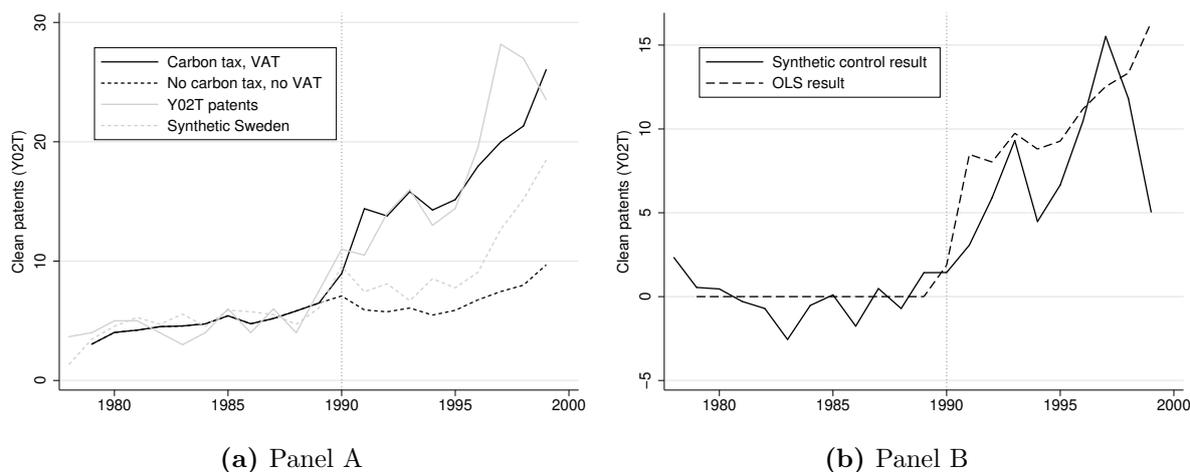 Clean patents (Y02T)
30
20
10
0
Carbon tax, VAT
No carbon tax, no VAT
Y02T patents
Synthetic Sweden
1980 1985 1990 1995 2000
(a) Panel A
Clean patents (Y02T)
15
10
5
0
−5
Synthetic control result
OLS result
1980 1985 1990 1995 2000
(b) Panel B